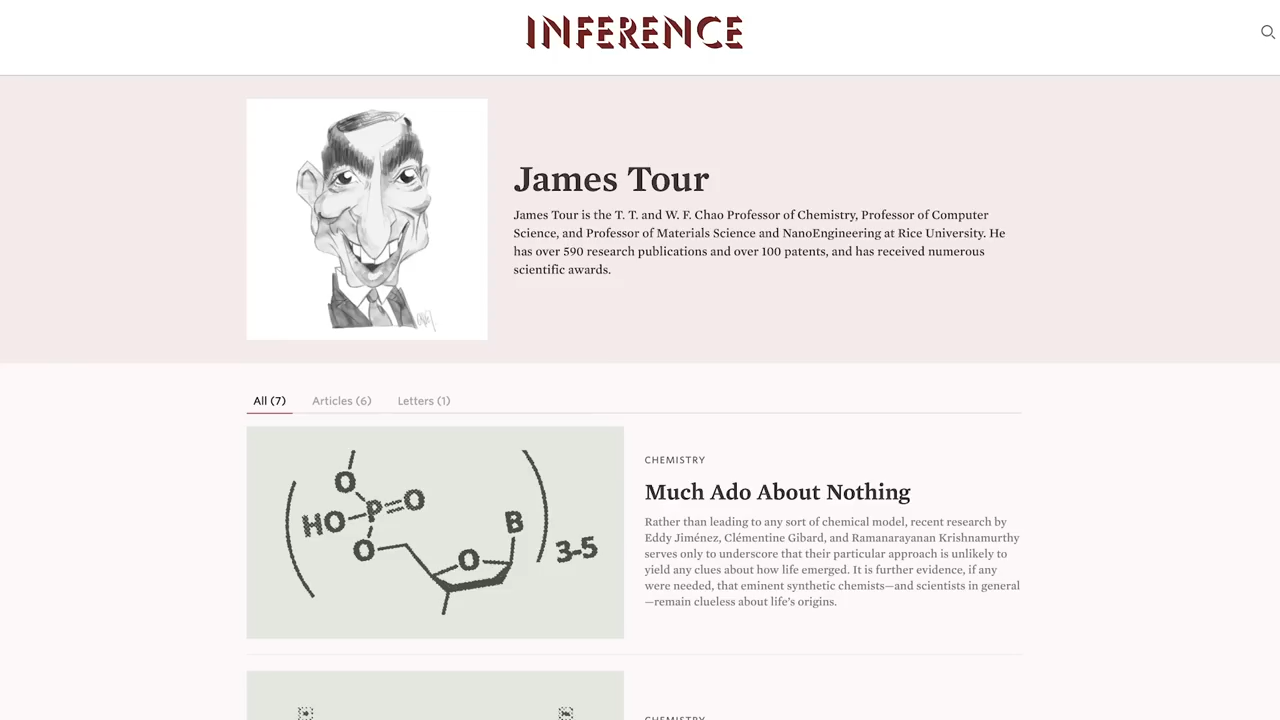 INFERENCE
James Tour
James Tour is the T. T. and W. F. Chao Professor of Chemistry, Professor of Computer
Science, and Professor of Materials Science and NanoEngineering at Rice University. He
has over 590 research publications and over 100 patents, and has received numerous
scientific awards.
All (7) Articles (6) Letters (1)
O
HO P O
O
O
B
3-5
CHEMISTRY
Much Ado About Nothing
Rather than leading to any sort of chemical model, recent research by
Eddy Jiménez, Clémentine Gibard, and Ramanarayanan Krishnamurthy
serves only to underscore that their particular approach is unlikely to
yield any clues about how life emerged. It is further evidence, if any
were needed, that eminent synthetic chemists—and scientists in general
—remain clueless about life's origins.
CHEMISTRY